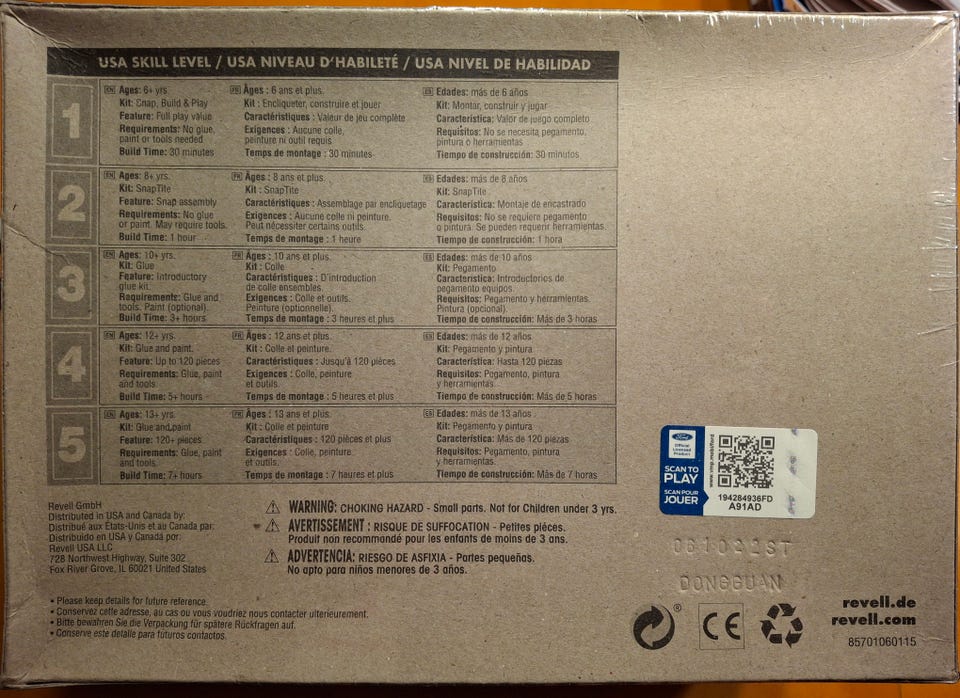 USA SKILL LEVEL / USA NIVEAU D'HABILETÉ / USA NIVEL DE HABILIDAD
1
EN Ages: 6+ yrs
Kit: Snap, Build & Play
Feature: Full play value
Requirements: No glue,
paint or tools needed
Build Time: 30 minutes
FR Âges : 6 ans et plus.
Kit : Encliqueter, construire et jouer
Caractéristiques : Valeur de jeu complète
Exigences : Aucune colle,
peinture ni outil requis
Temps de montage : 30 minutes
ES Edades: más de 6 años
Kit: Montar, construir y jugar
Característica: Valor de juego completo
Requisitos: No se necesita pegamento,
pintura o herramientas
Tiempo de construcción: 30 minutos
2
EN Ages: 8+ yrs.
Kit: SnapTite
Feature: Snap assembly
Requirements: No glue
or paint. May require tools.
Build Time: 1 hour
FR Âges : 8 ans et plus.
Kit : SnapTite
Caractéristiques : Assemblage par encliquetage
Exigences : Aucune colle ni peinture.
Peut nécessiter certains outils.
Temps de montage : 1 heure
ES Edades: más de 8 años
Kit: SnapTite
Característica: Montaje de encastrado
Requisitos: No se requiere pegamento
o pintura. Se pueden requerir herramientas.
Tiempo de construcción: 1 hora
3
EN Ages: 10+ yrs.
Kit: Glue
Feature: Introductory
glue kit.
Requirements: Glue and
tools. Paint (optional).
Build Time: 3+ hours
FR Âges : 10 ans et plus.
Kit : Colle
Caractéristiques : D'introduction
de colle ensembles.
Exigences : Colle et outils.
Peinture (optionnelle).
Temps de montage : 3 heures et plus
ES Edades: más de 10 años
Kit: Pegamento
Característica: Introductorios de
pegamento equipos.
Requisitos: Pegamento y herramientas.
Pintura (opcional).
Tiempo de construcción: Más de 3 horas
4
EN Ages: 12+ yrs.
Kit: Glue and paint.
Feature: Up to 120 pieces
Requirements: Glue, paint
and tools.
Build Time: 5+ hours
FR Âges : 12 ans et plus.
Kit : Colle et peinture.
Caractéristiques : Jusqu'à 120 pièces
Exigences : Colle, peinture
et outils.
Temps de montage : 5 heures et plus
ES Edades: más de 12 años
Kit: Pegamento y pintura
Característica: Hasta 120 piezas
Requisitos: Pegamento, pintura
y herramientas.
Tiempo de construcción: Más de 5 horas
5
EN Ages: 13+ yrs.
Kit: Glue and paint
Feature: 120+ pieces
Requirements: Glue, paint
and tools.
Build Time: 7+ hours
FR Âges : 13 ans et plus.
Kit : Colle et peinture
Caractéristiques : 120 pièces et plus
Exigences : Colle, peinture
et outils.
Temps de montage : 7 heures et plus
ES Edades: más de 13 años
Kit: Pegamento y pintura
Característica: Más de 120 piezas
Requisitos: Pegamento, pintura
y herramientas.
Tiempo de construcción: Más de 7 horas
Ford
Official
Licensed
Product
SCAN TO
PLAY
SCAN POUR
JOUER
194284936FD
A91AD
Revell GmbH
Distributed in USA and Canada by:
Distribué aux États-Unis et au Canada par:
Distribuido en USA y Canadá por:
Revell USA LLC
728 Northwest Highway, Suite 302
Fox River Grove, IL 60021 United States
⚠ WARNING: CHOKING HAZARD - Small parts. Not for Children under 3 yrs.
⚠ AVERTISSEMENT : RISQUE DE SUFFOCATION - Petites pièces.
Produit non recommandé pour les enfants de moins de 3 ans.
⚠ ADVERTENCIA: RIESGO DE ASFIXIA - Partes pequeñas.
No apto para niños menores de 3 años.
061022ST
DONGGUAN
• Please keep details for future reference.
• Conservez cette adresse, au cas ou vous voudriez nous contacter ulterieurement.
• Bitte bewahren Sie die Verpackung für spätere Rückfragen auf.
• Conserve este detalle para futuros contactos.
®
CE
revell.de
revell.com
85701060115